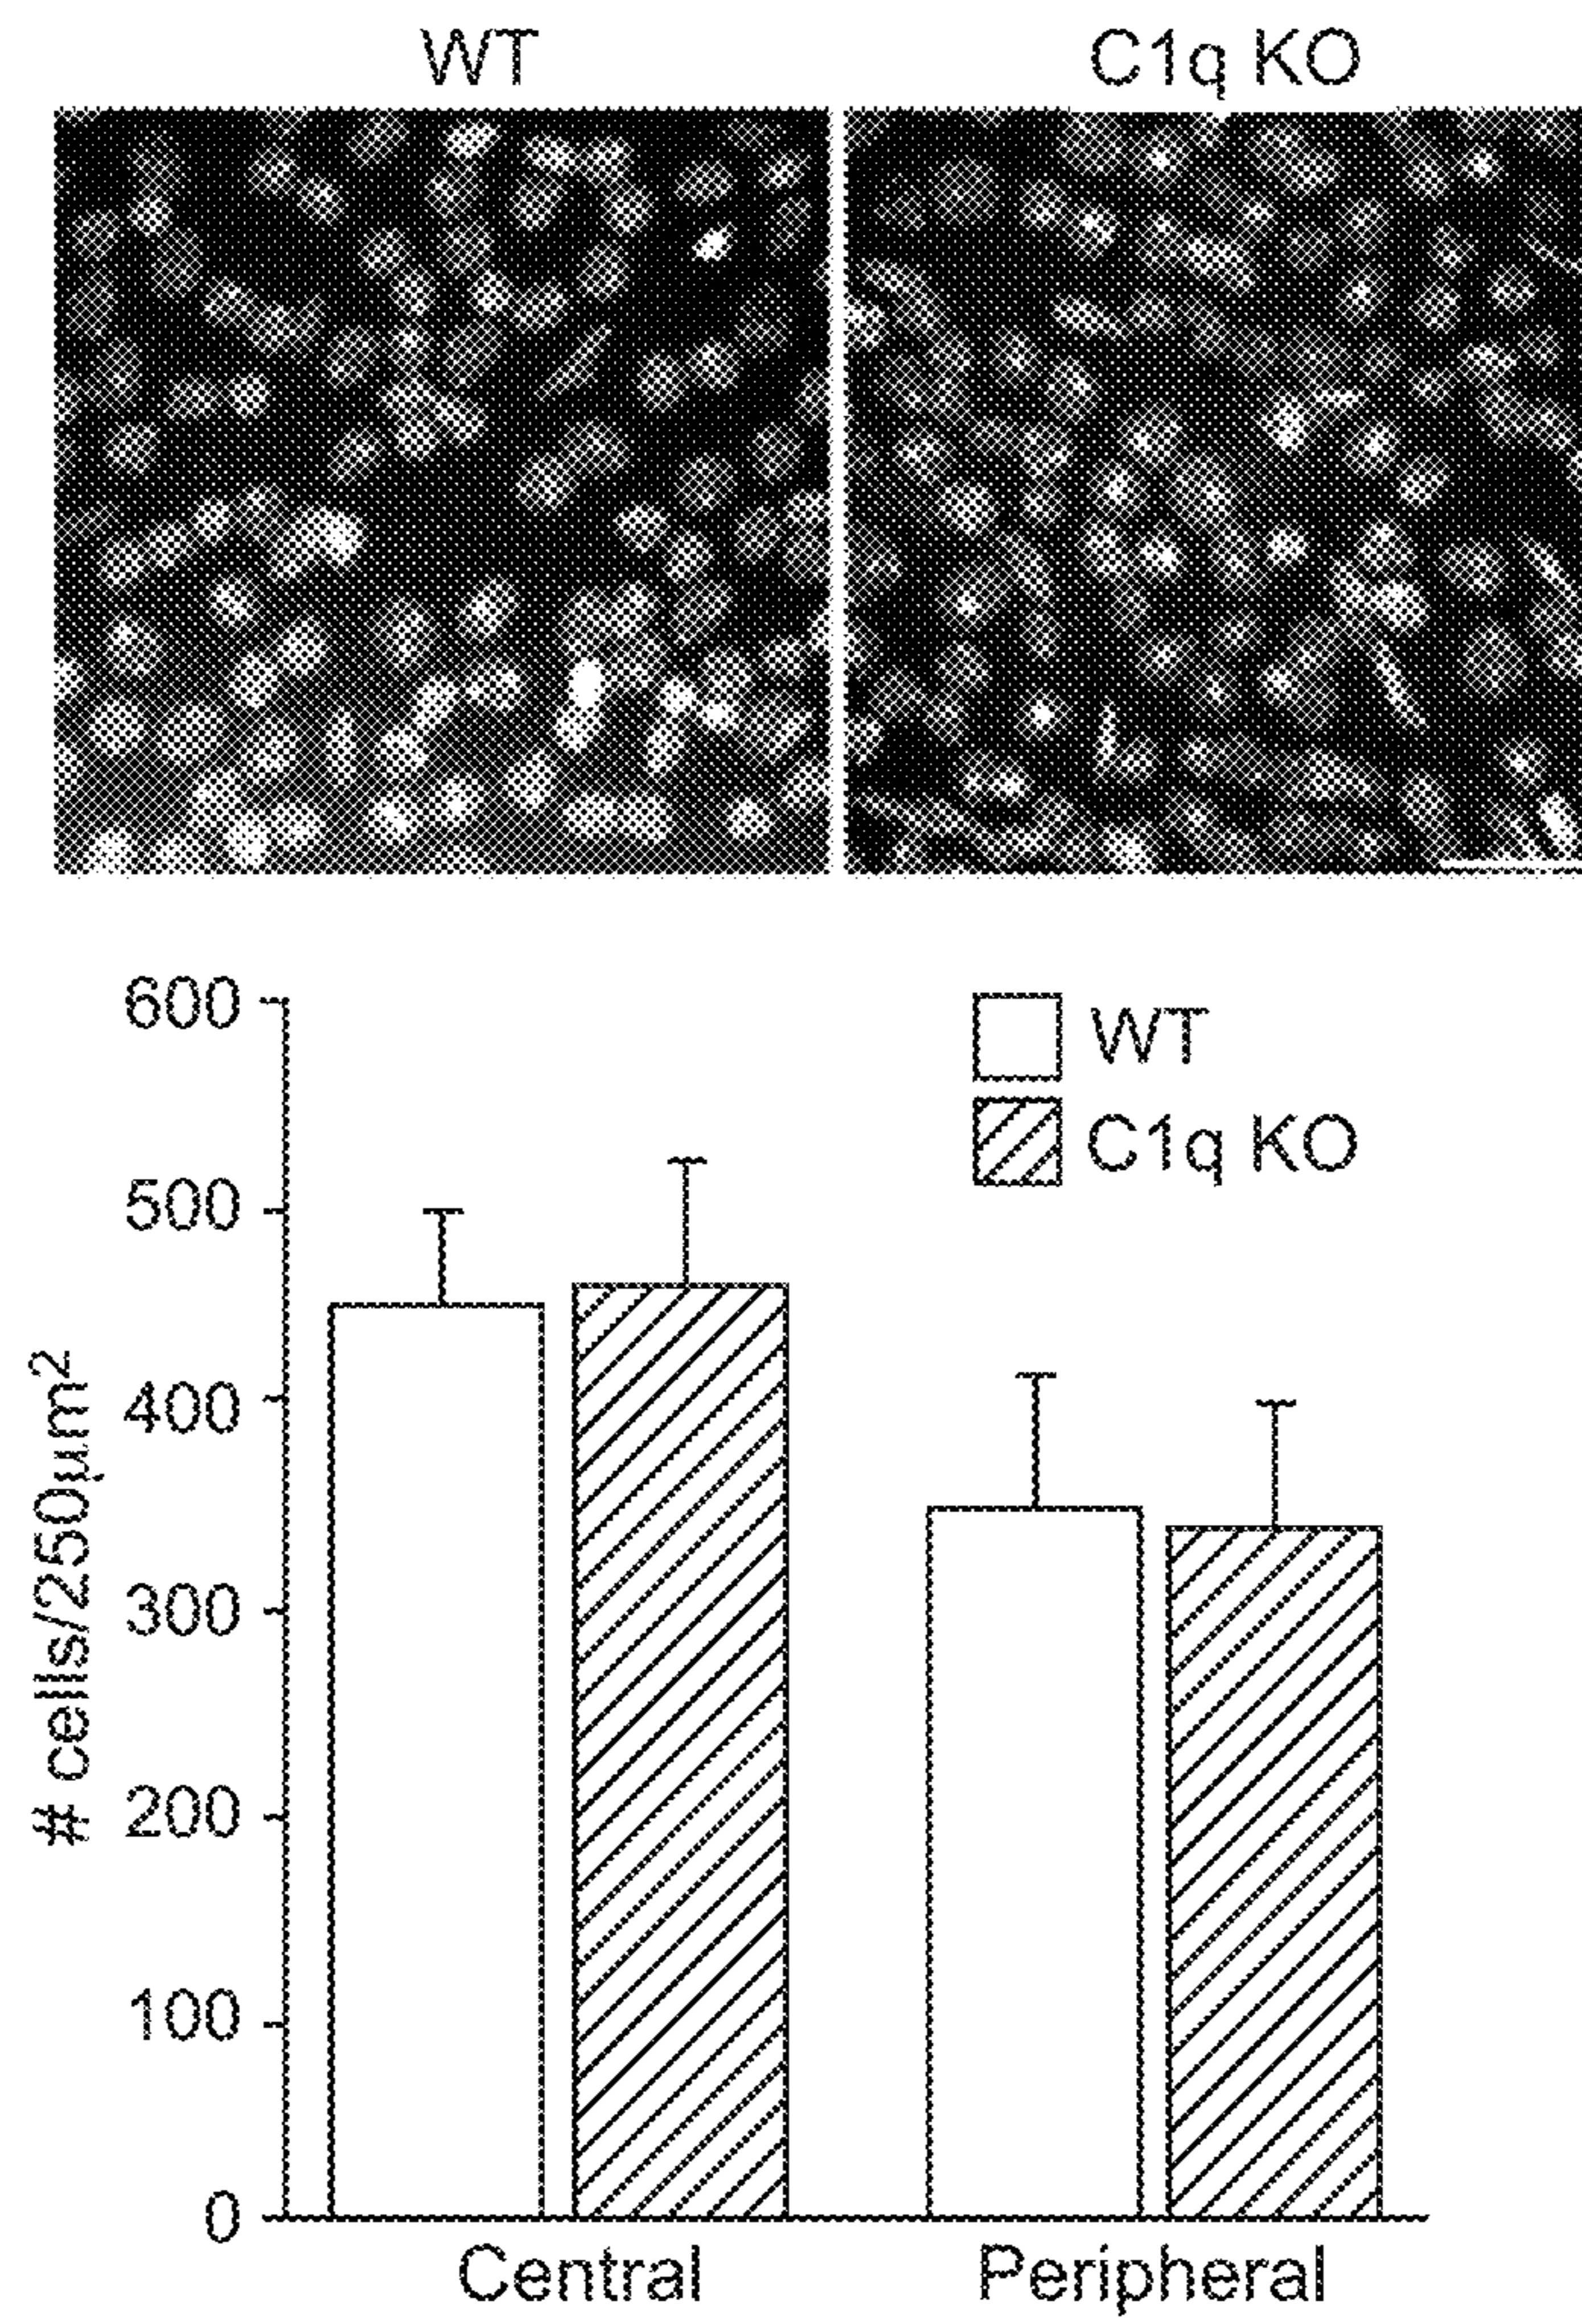 WT
C1q KO
600
500
400
300
200
100
0
# cells/250µm²
WT
C1q KO
Central
Peripheral